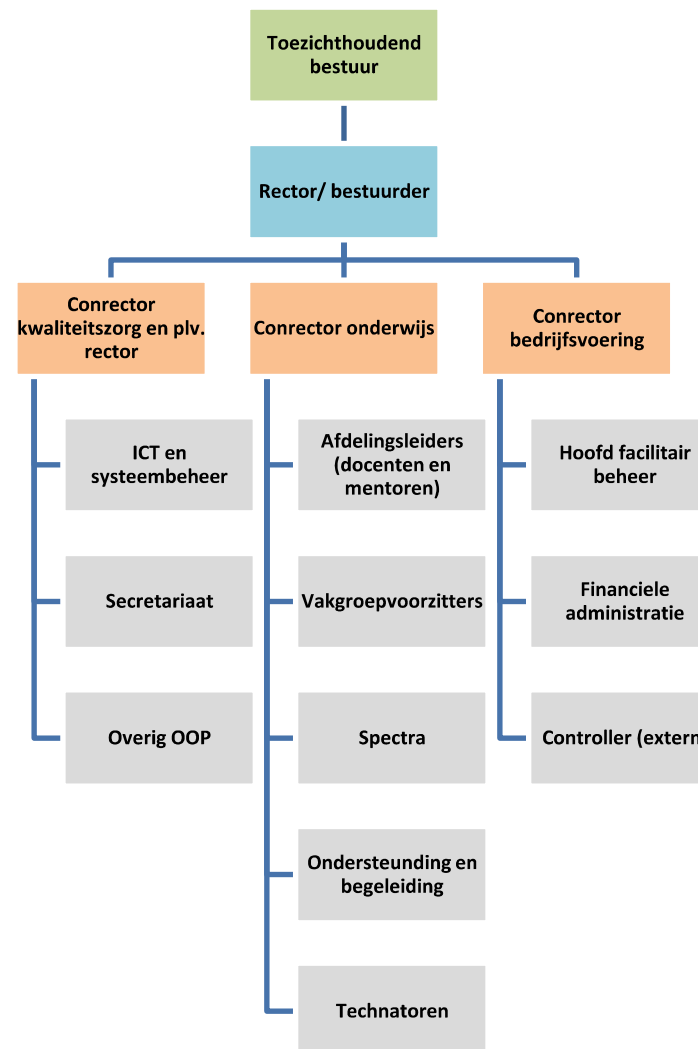 Toezichthoudend
bestuur
Rector/ bestuurder
Conrector
kwaliteitszorg en plv.
rector
Conrector onderwijs
Conrector
bedrijfsvoering
ICT en
systeembeheer
Secretariaat
Overig OOP
Afdelingsleiders
(docenten en
mentoren)
Vakgroepvoorzitters
Spectra
Ondersteunding en
begeleiding
Technatoren
Hoofd facilitair
beheer
Financiele
administratie
Controller (extern